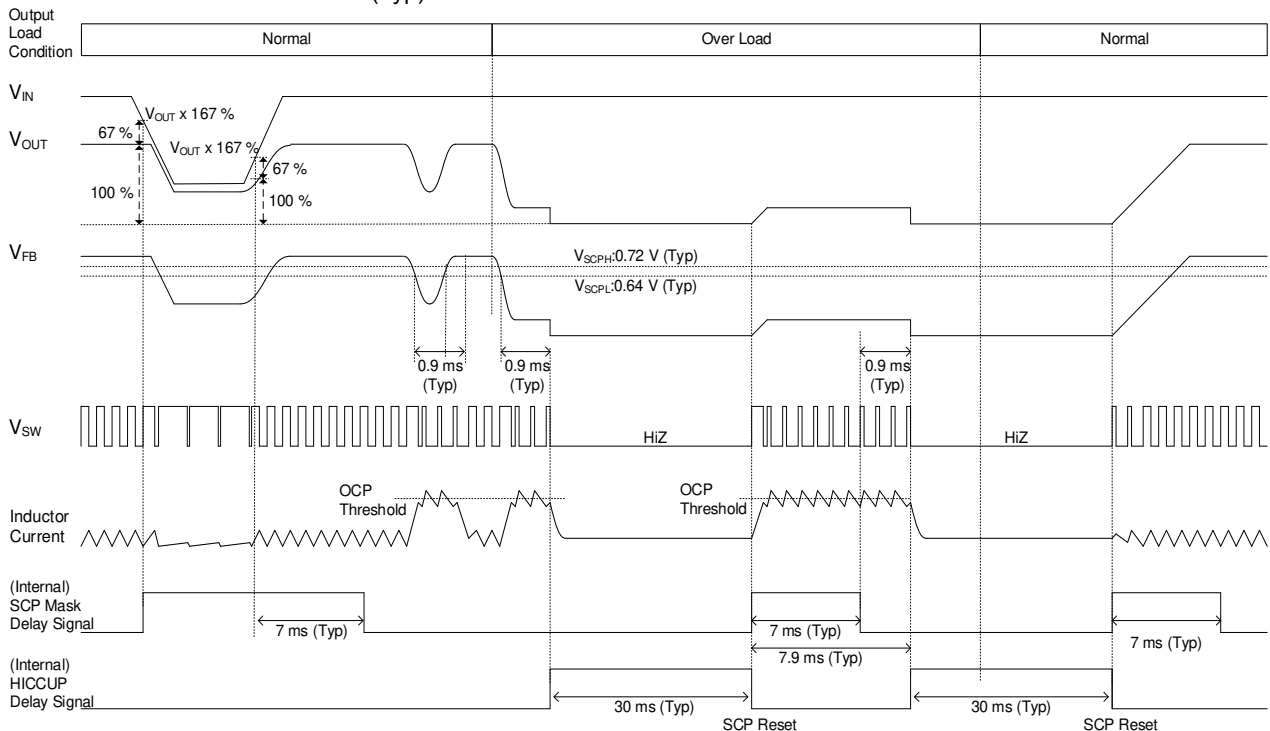 (Typ)
Output
Load
Condition
Normal
Over Load
Normal
VIN
VOUT x 167 %
67 %
VOUT
VOUT x 167 %
67 %
100 %
100 %
VFB
VSCPH:0.72 V (Typ)
VSCPL:0.64 V (Typ)
0.9 ms
(Typ)
0.9 ms
(Typ)
0.9 ms
(Typ)
VSW
HiZ
HiZ
OCP
Threshold
OCP
Threshold
Inductor
Current
(Internal)
SCP Mask
Delay Signal
7 ms (Typ)
7 ms (Typ)
7 ms (Typ)
7.9 ms (Typ)
(Internal)
HICCUP
Delay Signal
30 ms (Typ)
30 ms (Typ)
SCP Reset
SCP Reset